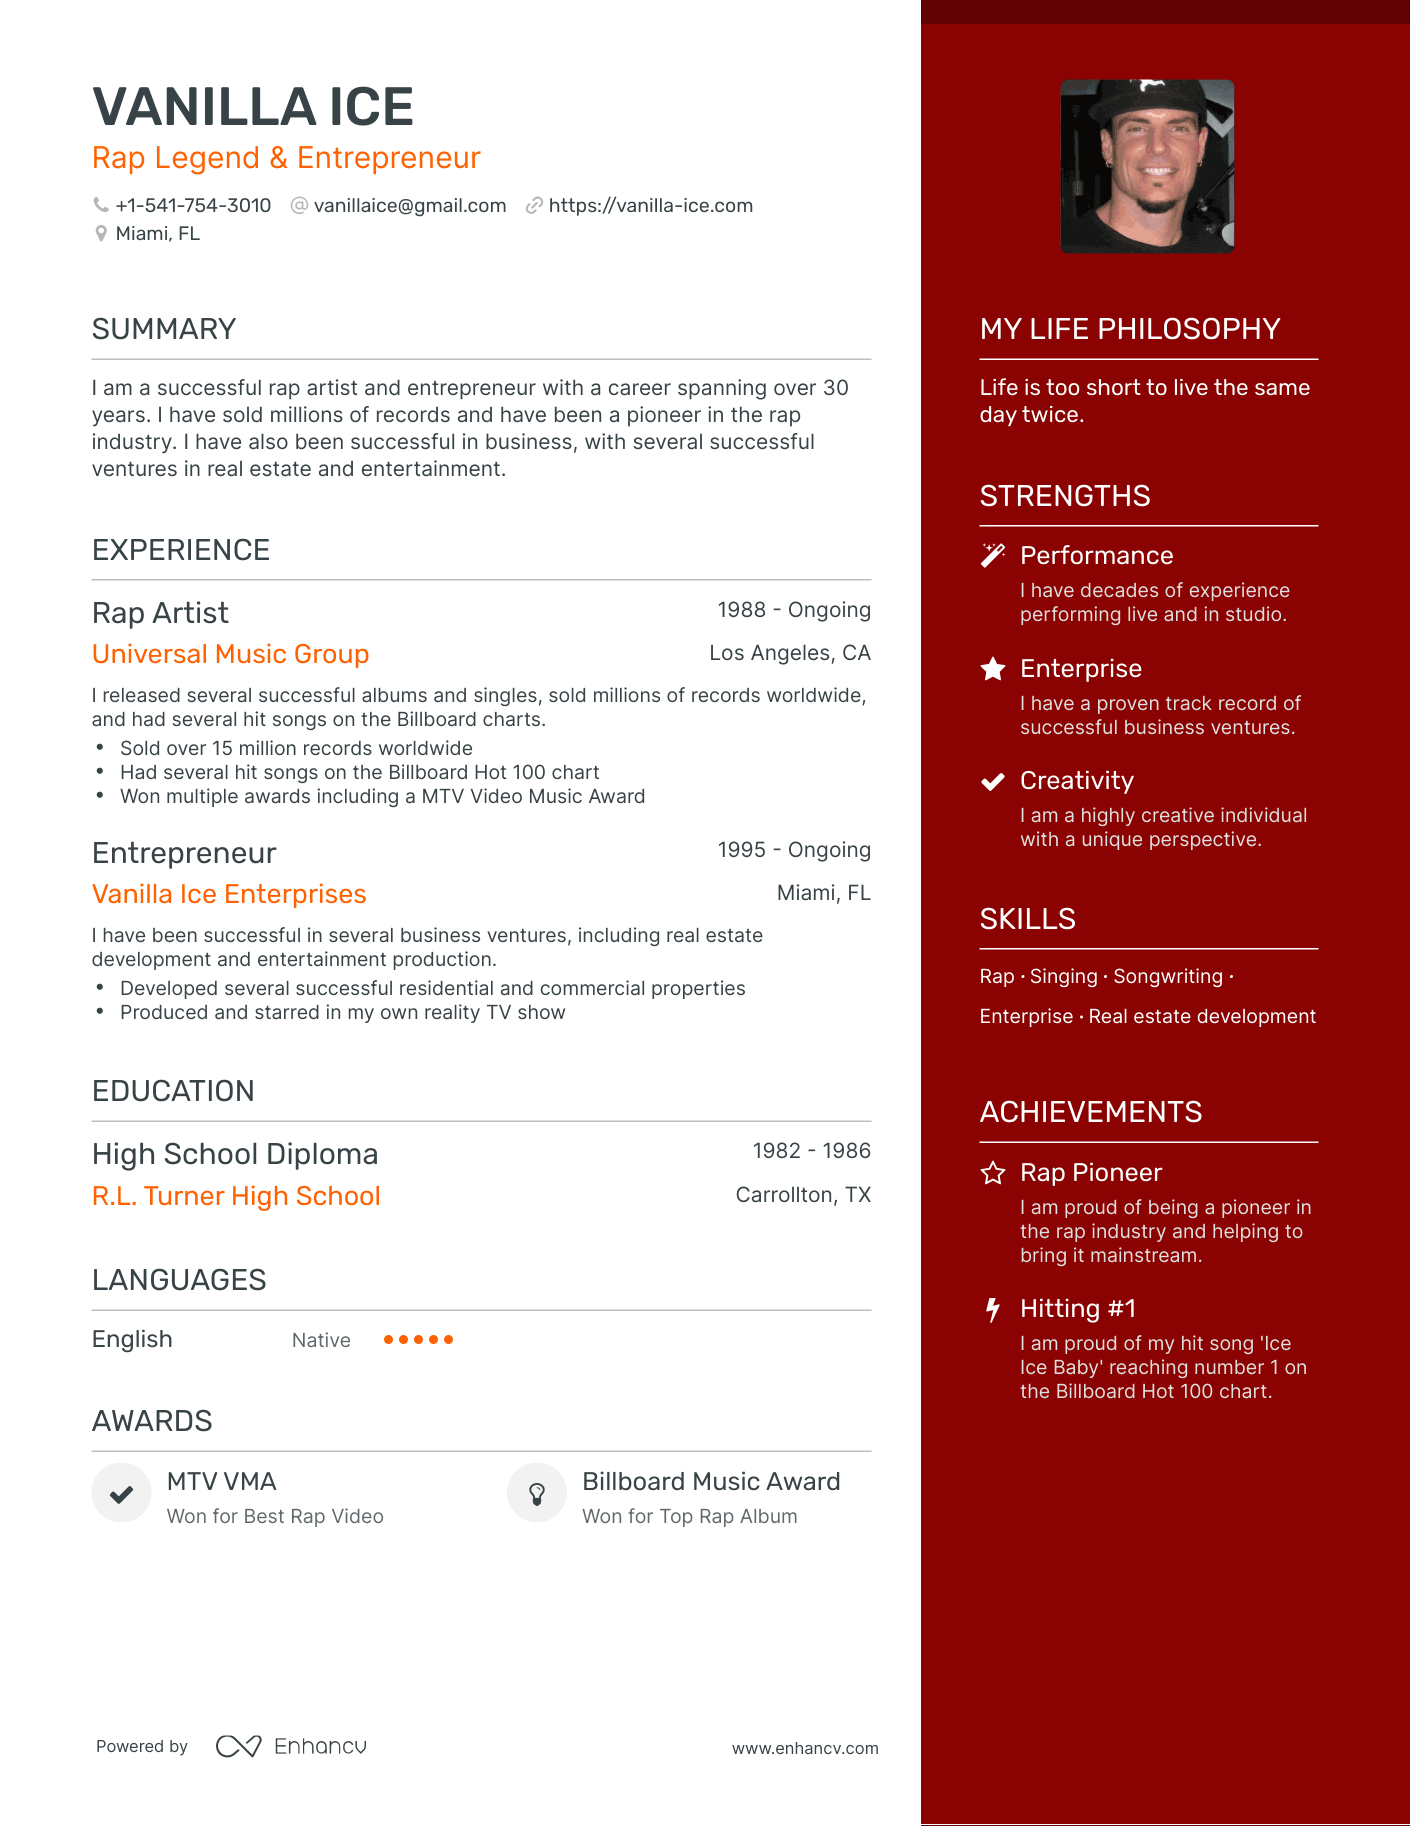 VANILLA ICE
Rap Legend & Entrepreneur
+1-541-754-3010 @ vanillaice@gmail.com https://vanilla-ice.com
Miami, FL
SUMMARY
I am a successful rap artist and entrepreneur with a career spanning over 30
years. I have sold millions of records and have been a pioneer in the rap
industry. I have also been successful in business, with several successful
ventures in real estate and entertainment.
EXPERIENCE
Rap Artist 1988 - Ongoing
Universal Music Group Los Angeles, CA
I released several successful albums and singles, sold millions of records worldwide,
and had several hit songs on the Billboard charts.
• Sold over 15 million records worldwide
• Had several hit songs on the Billboard Hot 100 chart
• Won multiple awards including a MTV Video Music Award
Entrepreneur 1995 - Ongoing
Vanilla Ice Enterprises Miami, FL
I have been successful in several business ventures, including real estate
development and entertainment production.
• Developed several successful residential and commercial properties
• Produced and starred in my own reality TV show
EDUCATION
High School Diploma 1982 - 1986
R.L. Turner High School Carrollton, TX
LANGUAGES
English Native
AWARDS
MTV VMA Billboard Music Award
Won for Best Rap Video Won for Top Rap Album
Powered by Enhancv www.enhancv.com
MY LIFE PHILOSOPHY
Life is too short to live the same
day twice.
STRENGTHS
Performance
I have decades of experience
performing live and in studio.
Enterprise
I have a proven track record of
successful business ventures.
Creativity
I am a highly creative individual
with a unique perspective.
SKILLS
Rap · Singing · Songwriting ·
Enterprise · Real estate development
ACHIEVEMENTS
Rap Pioneer
I am proud of being a pioneer in
the rap industry and helping to
bring it mainstream.
Hitting #1
I am proud of my hit song 'Ice
Ice Baby' reaching number 1 on
the Billboard Hot 100 chart.